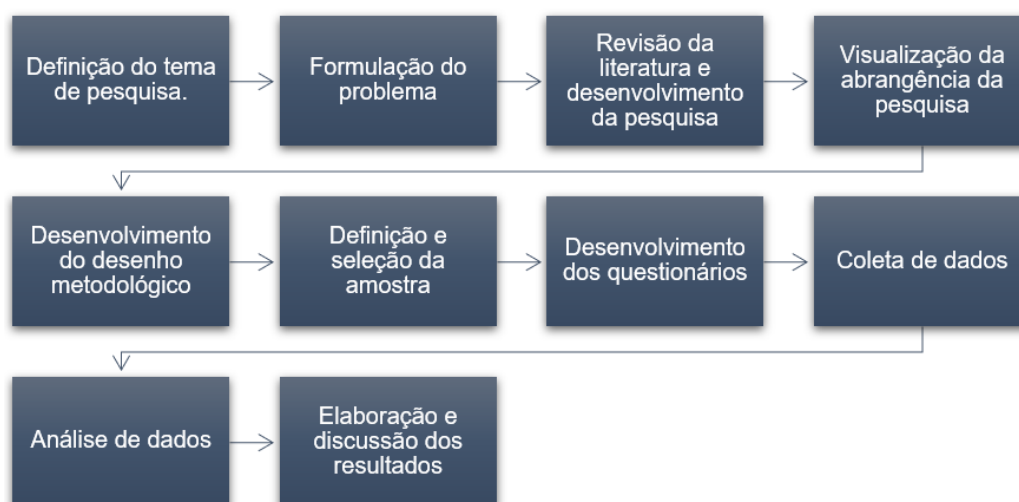 Definição do tema
de pesquisa.
Formulação do
problema
Revisão da
literatura e
desenvolvimento
da pesquisa
Visualização da
abrangência da
pesquisa
Desenvolvimento
do desenho
metodológico
Definição e
seleção da
amostra
Desenvolvimento
dos questionários
Coleta de dados
Análise de dados
Elaboração e
discussão dos
resultados